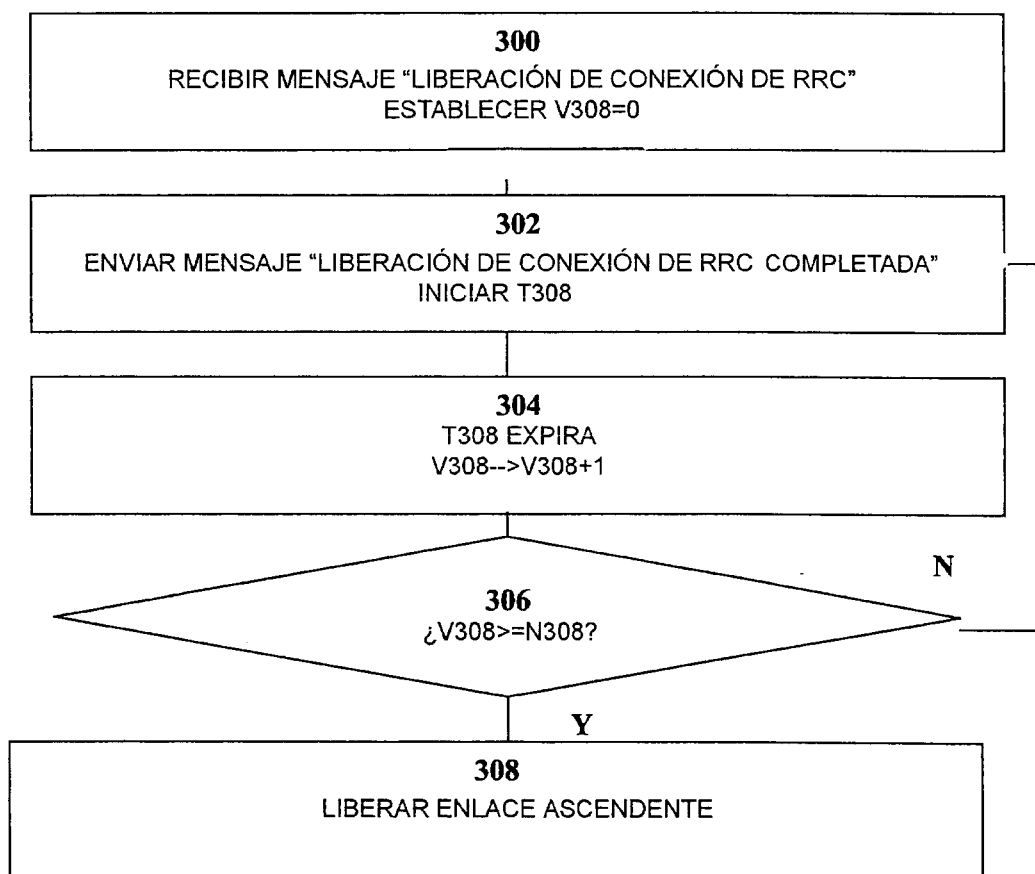 300
RECIBIR MENSAJE “LIBERACIÓN DE CONEXIÓN DE RRC”
ESTABLECER V308=0
302
ENVIAR MENSAJE “LIBERACIÓN DE CONEXIÓN DE RRC COMPLETADA”
INICIAR T308
304
T308 EXPIRA
V308-->V308+1
N
306
¿V308>=N308?
Y
308
LIBERAR ENLACE ASCENDENTE